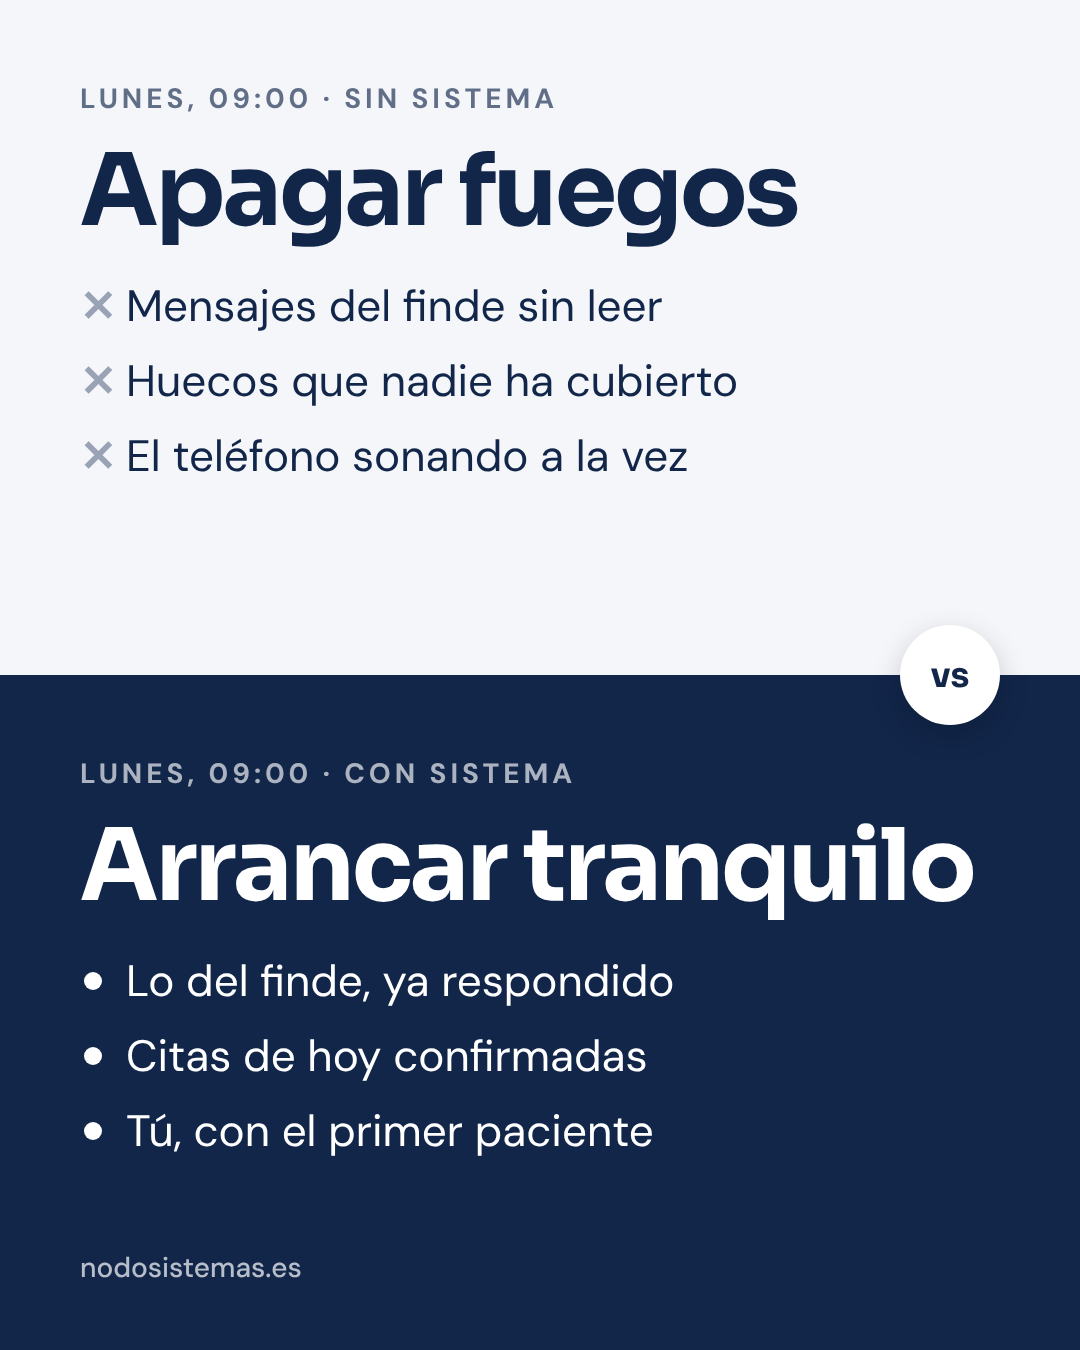 LUNES, 09:00 · SIN SISTEMA
Apagar fuegos
✕ Mensajes del finde sin leer
✕ Huecos que nadie ha cubierto
✕ El teléfono sonando a la vez
vs
LUNES, 09:00 · CON SISTEMA
Arrancar tranquilo
● Lo del finde, ya respondido
● Citas de hoy confirmadas
● Tú, con el primer paciente
nodosistemas.es